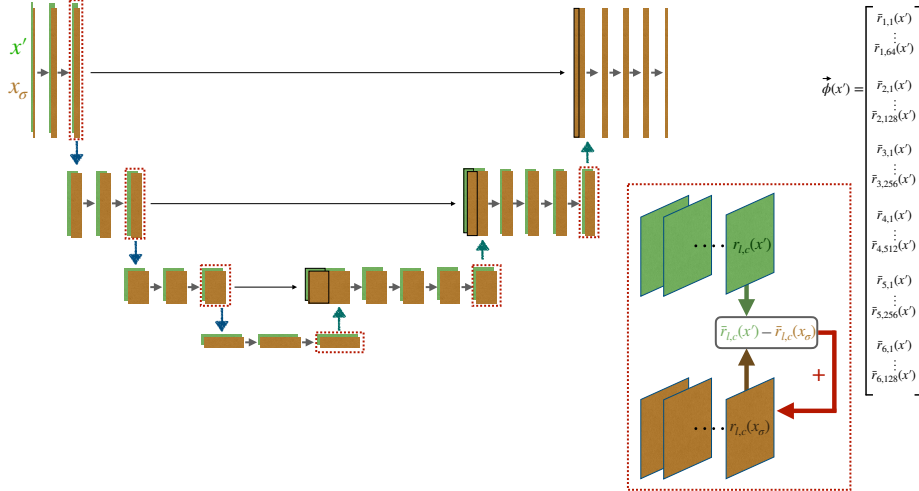 x′
x_σ
ϕ⃗(x′) =
r̄_{1,1}(x′)
⋮
r̄_{1,64}(x′)
r̄_{2,1}(x′)
⋮
r̄_{2,128}(x′)
r̄_{3,1}(x′)
⋮
r̄_{3,256}(x′)
r̄_{4,1}(x′)
⋮
r̄_{4,512}(x′)
r̄_{5,1}(x′)
⋮
r̄_{5,256}(x′)
r̄_{6,1}(x′)
⋮
r̄_{6,128}(x′)
.... r_{l,c}(x′)
r̄_{l,c}(x′) − r̄_{l,c}(x_σ)
+
.... r_{l,c}(x_σ)